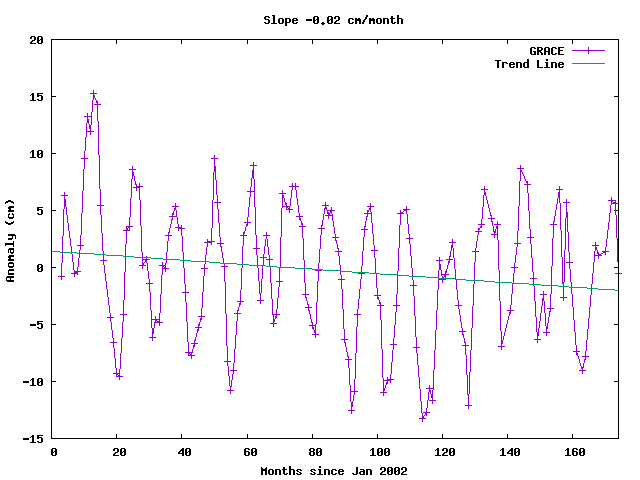 Slope -0.02 cm/month
20
15
10
5
0
-5
-10
-15
Anomaly (cm)
GRACE
Trend Line
0 20 40 60 80 100 120 140 160
Months since Jan 2002